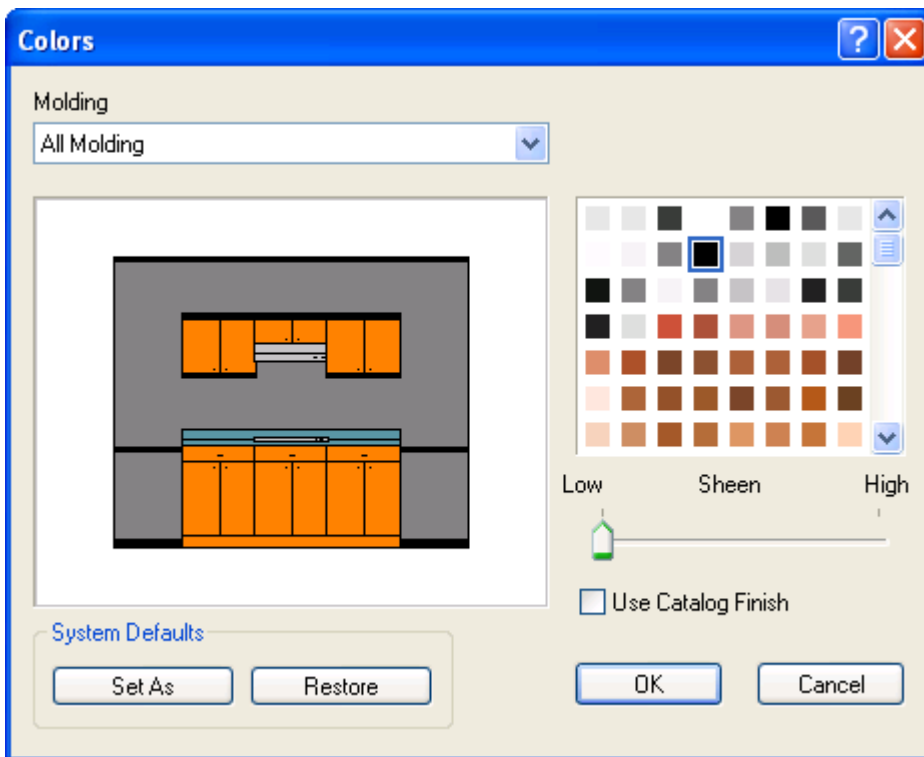 Colors
Molding
All Molding
Low Sheen High
Use Catalog Finish
System Defaults
Set As Restore OK Cancel